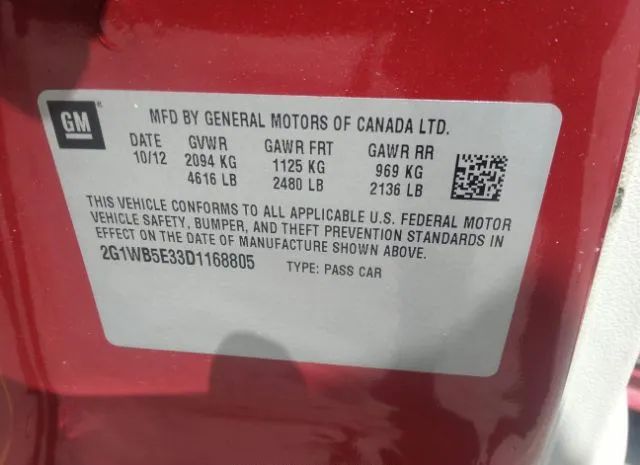 GM
MFD BY GENERAL MOTORS OF CANADA LTD.
DATE GVWR GAWR FRT GAWR RR
10/12 2094 KG 1125 KG 969 KG
4616 LB 2480 LB 2136 LB
THIS VEHICLE CONFORMS TO ALL APPLICABLE U.S. FEDERAL MOTOR
VEHICLE SAFETY, BUMPER, AND THEFT PREVENTION STANDARDS IN
EFFECT ON THE DATE OF MANUFACTURE SHOWN ABOVE.
2G1WB5E33D1168805 TYPE: PASS CAR